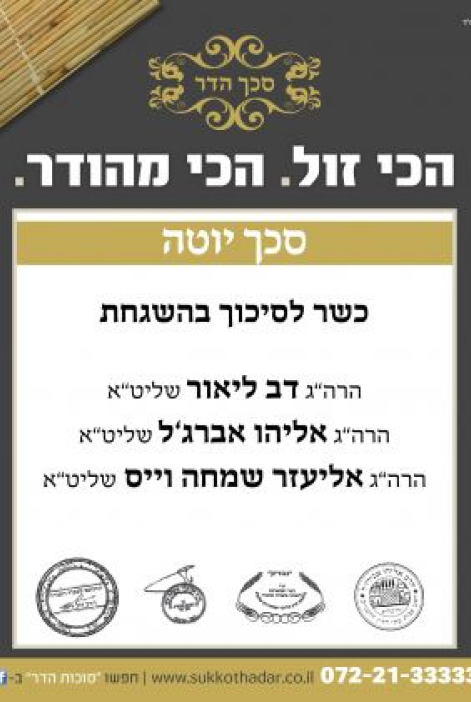 סכך הדר
הכי זול. הכי מהודר.
סכך יוטה
כשר לסיכוך בהשגחת
הרה"ג דב ליאור שליט"א
הרה"ג אליהו אברג'ל שליט"א
הרה"ג אליעזר שמחה וייס שליט"א
072-21-33333 www.sukkothadar.co.il | חפשו "סוכות הדר" ב-f